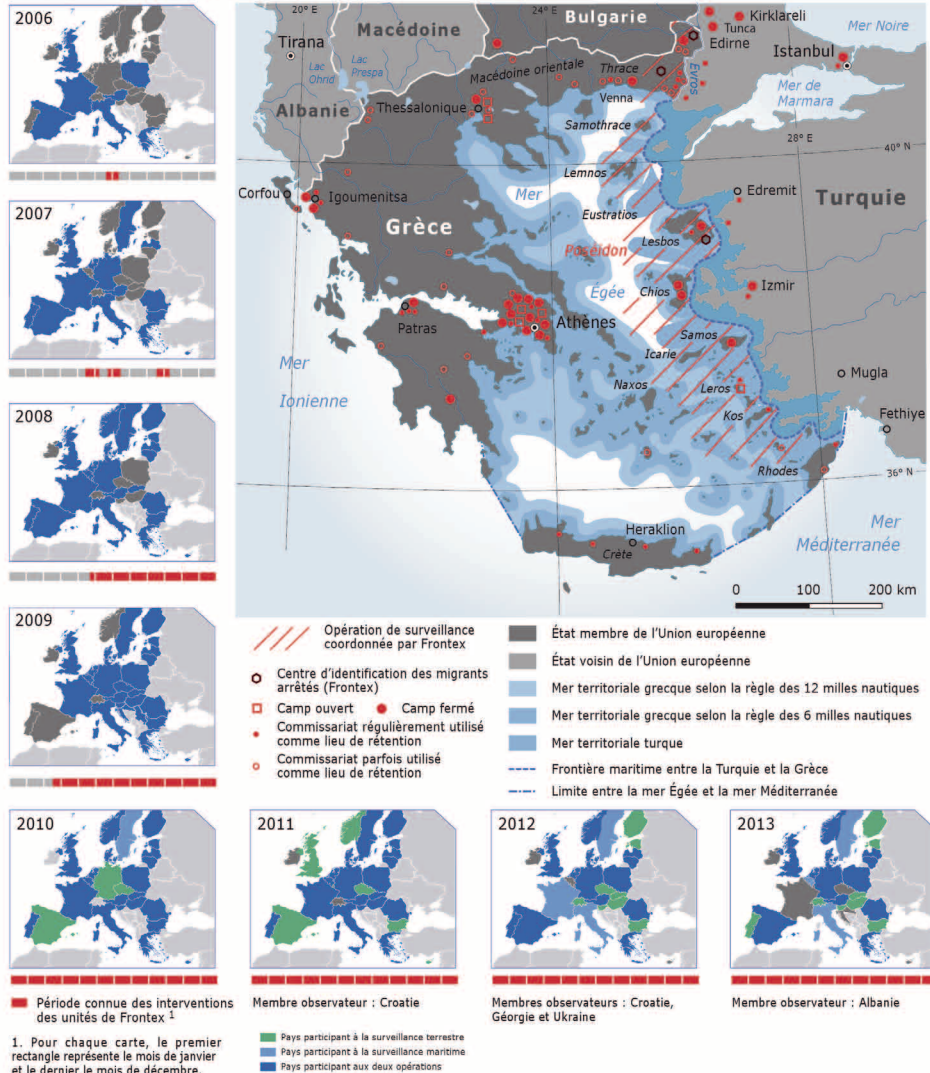 2006
2007
2008
2009
20° E
24° E
Bulgarie
Kirklareli
Tunca
Edirne
Mer Noire
Macédoine
Tirana
Istanbul
Lac
Ohrid
Lac
Prespa
Macédoine orientale
Thrace
Evros
Mer de
Marmara
Albanie
Thessalonique
Venna
Samothrace
28° E
40° N
Lemnos
Edremit
Corfou
Igoumenitsa
Mer
Turquie
Eustratios
Grèce
Lesbos
Poséidon
Égée
Chios
Izmir
Athènes
Patras
Samos
Mer
Ionienne
Icarie
Naxos
Leros
Mugla
Kos
Fethiye
Rhodes
36° N
Heraklion
Crète
Mer
Méditerranée
0 100 200 km
Opération de surveillance
coordonnée par Frontex
Centre d'identification des migrants
arrêtés (Frontex)
Camp ouvert Camp fermé
Commissariat régulièrement utilisé
comme lieu de rétention
Commissariat parfois utilisé
comme lieu de rétention
État membre de l'Union européenne
État voisin de l'Union européenne
Mer territoriale grecque selon la règle des 12 milles nautiques
Mer territoriale grecque selon la règle des 6 milles nautiques
Mer territoriale turque
Frontière maritime entre la Turquie et la Grèce
Limite entre la mer Égée et la mer Méditerranée
2010
2011
2012
2013
Période connue des interventions
des unités de Frontex 1
Membre observateur : Croatie
Membres observateurs : Croatie,
Géorgie et Ukraine
Membre observateur : Albanie
1. Pour chaque carte, le premier
rectangle représente le mois de janvier
et le dernier le mois de décembre.
Pays participant à la surveillance terrestre
Pays participant à la surveillance maritime
Pays participant aux deux opérations